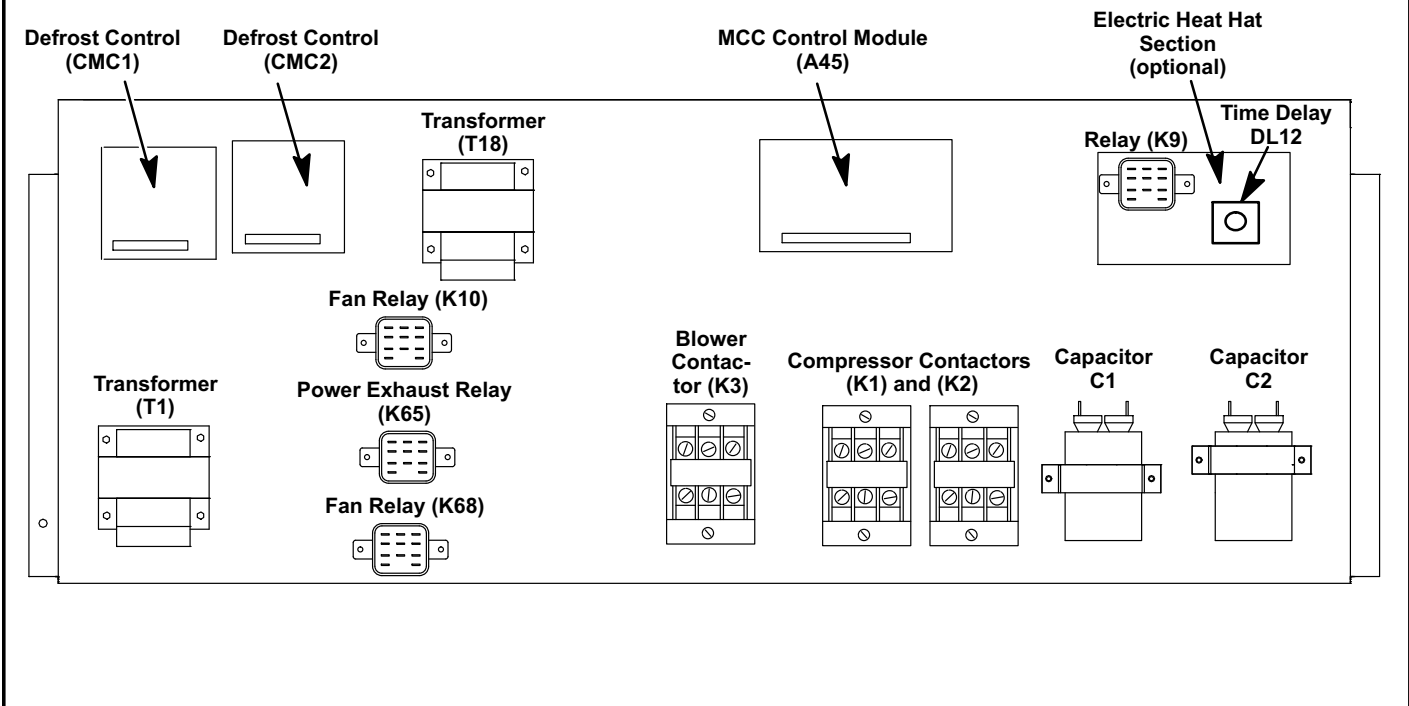 Defrost Control
(CMC1)
Defrost Control
(CMC2)
MCC Control Module
(A45)
Electric Heat Hat
Section
(optional)
Time Delay
DL12
Transformer
(T18)
Relay (K9)
Fan Relay (K10)
Blower
Contac-
tor (K3)
Compressor Contactors
(K1) and (K2)
Capacitor
C1
Capacitor
C2
Transformer
(T1)
Power Exhaust Relay
(K65)
Fan Relay (K68)